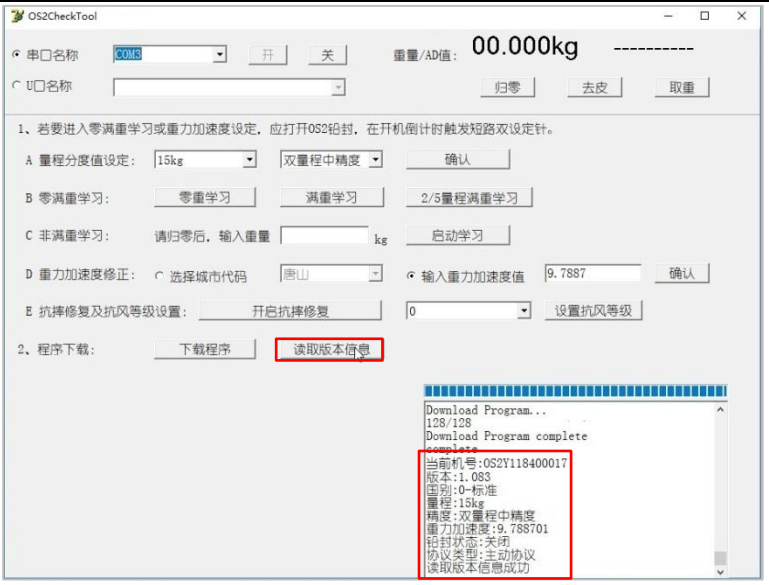 OS2CheckTool
串口名称 COM3 开 关 重量/AD值: 00.000kg ----------
U口名称 归零 去皮 取重
1、若要进入零满重学习或重力加速度设定，应打开OS2铅封，在开机倒计时触发短路双设定针。
A 量程分度值设定: 15kg 双量程中精度 确认
B 零满重学习: 零重学习 满重学习 2/5量程满重学习
C 非满重学习: 请归零后，输入重量 kg 启动学习
D 重力加速度修正: 选择城市代码 唐山 输入重力加速度值 9.7887 确认
E 抗摔修复及抗风等级设置: 开启抗摔修复 0 设置抗风等级
2、程序下载: 下载程序 读取版本信息
Download Program...
128/128
Download Program complete
complete
当前机号:OS2Y118400017
版本:1.083
国别:0-标准
量程:15kg
精度:双量程中精度
重力加速度:9.788701
铅封状态:关闭
协议类型:主动协议
读取版本信息成功